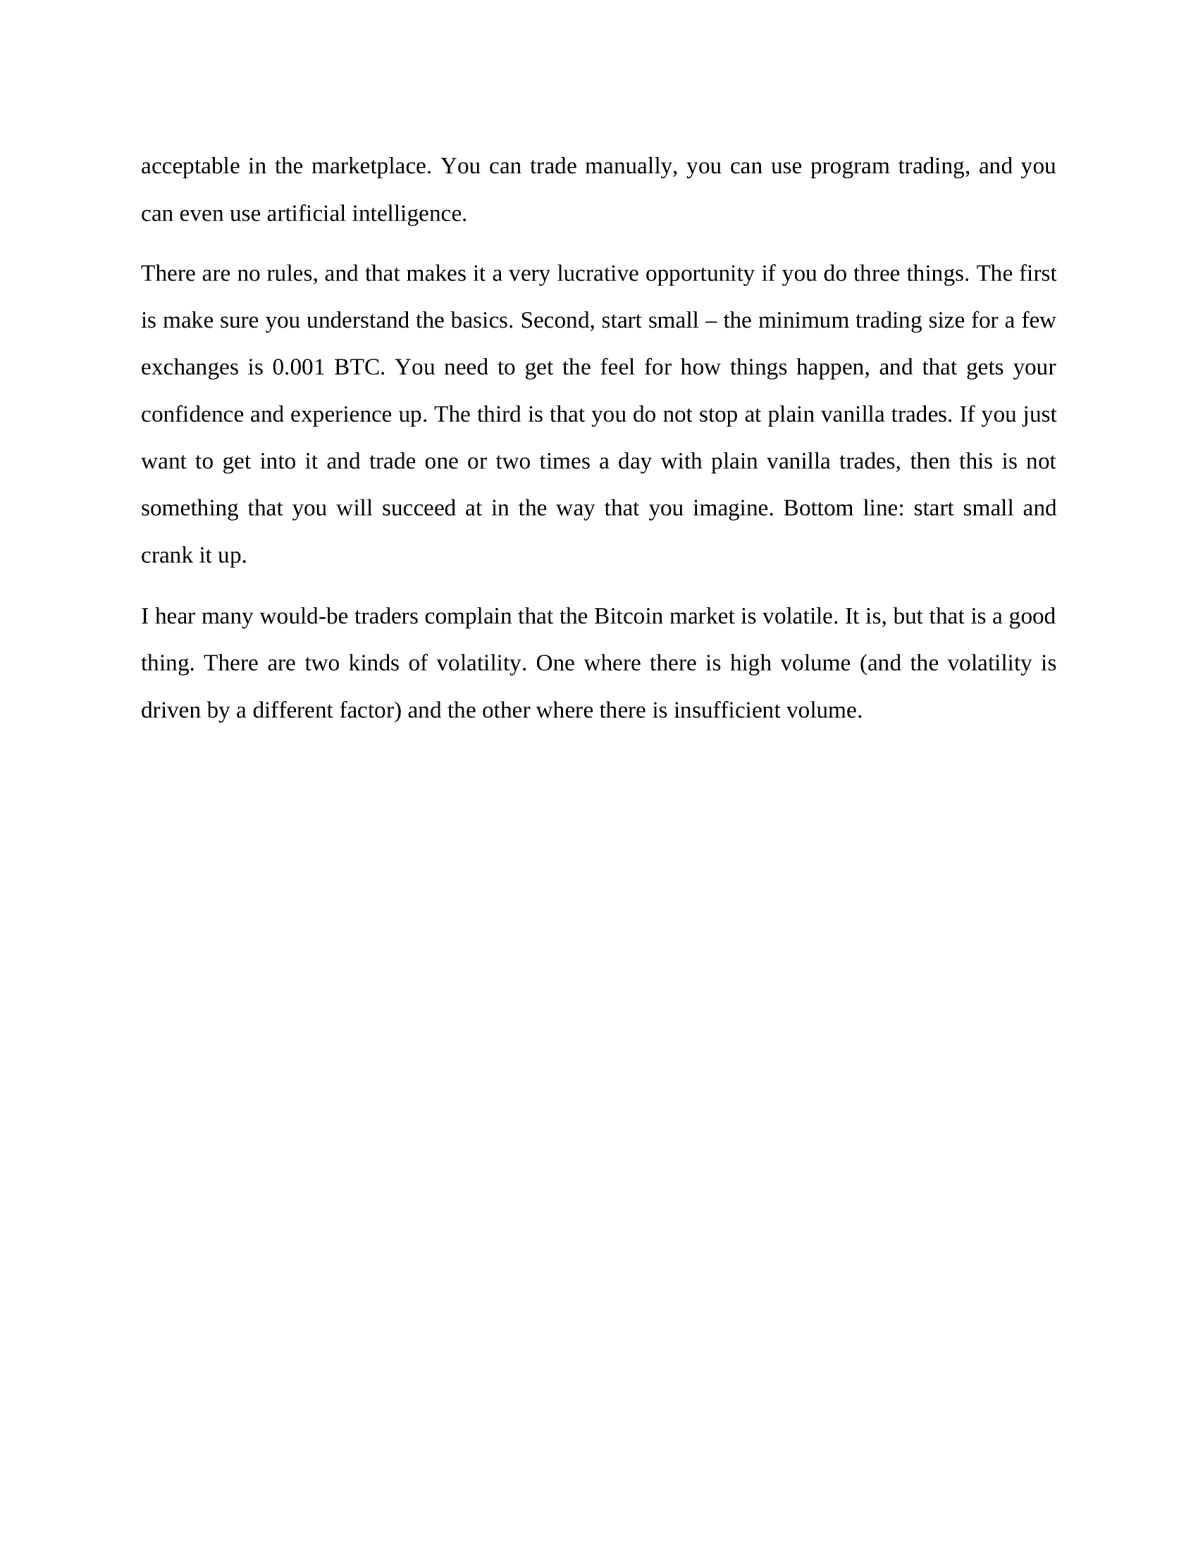 acceptable in the marketplace. You can trade manually, you can use program trading, and you
can even use artificial intelligence.
There are no rules, and that makes it a very lucrative opportunity if you do three things. The first
is make sure you understand the basics. Second, start small – the minimum trading size for a few
exchanges is 0.001 BTC. You need to get the feel for how things happen, and that gets your
confidence and experience up. The third is that you do not stop at plain vanilla trades. If you just
want to get into it and trade one or two times a day with plain vanilla trades, then this is not
something that you will succeed at in the way that you imagine. Bottom line: start small and
crank it up.
I hear many would-be traders complain that the Bitcoin market is volatile. It is, but that is a good
thing. There are two kinds of volatility. One where there is high volume (and the volatility is
driven by a different factor) and the other where there is insufficient volume.